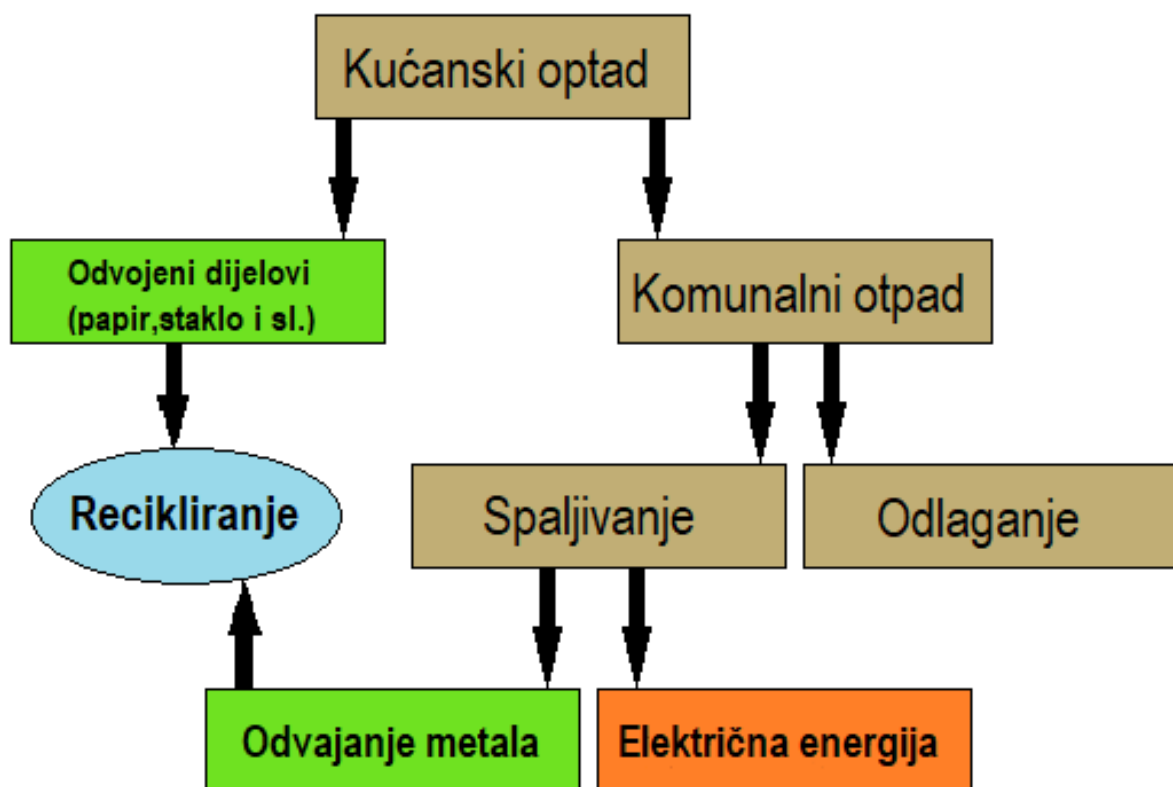 Kućanski optad
Odvojeni dijelovi
(papir,staklo i sl.)
Komunalni otpad
Recikliranje
Spaljivanje
Odlaganje
Odvajanje metala
Električna energija